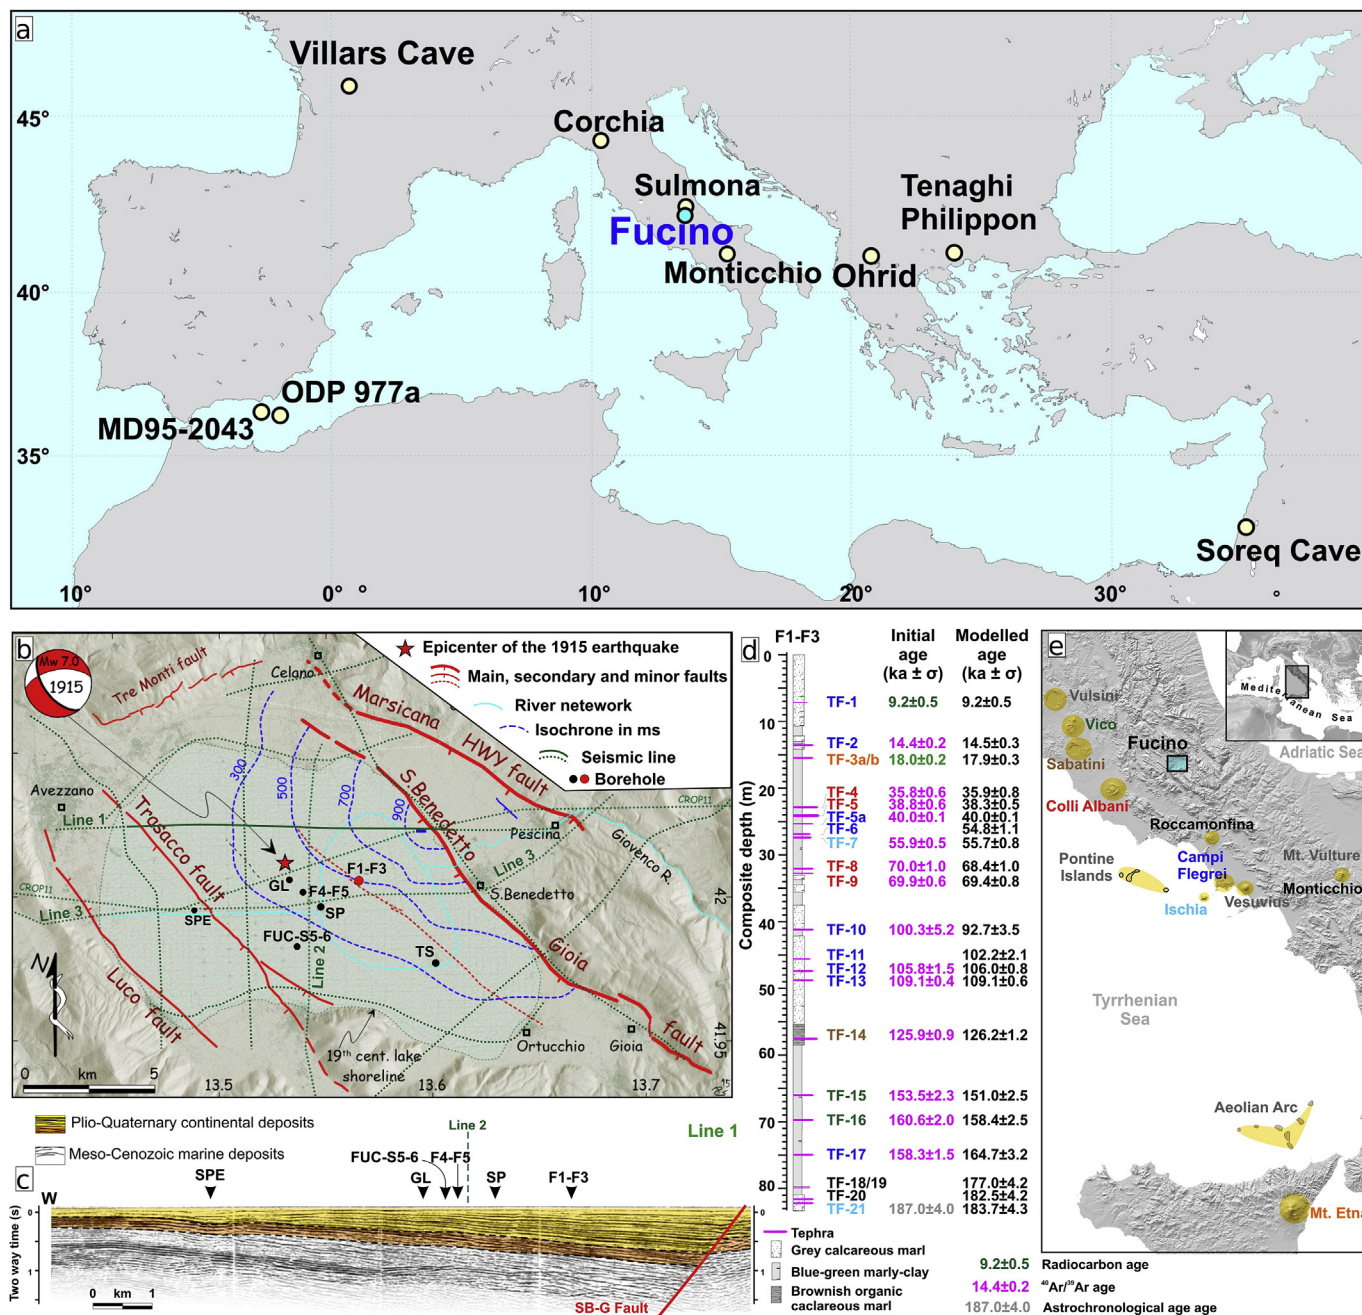 a
Villars Cave
45°
Corchia
Sulmona
Fucino
Tenaghi
Philippon
Monticchio
Ohrid
40°
ODP 977a
MD95-2043
35°
Soreq Cave
10°
0°
°
10°
20°
30°
°
b
Mw 7.0
1915
Tre Monti fault
Celano
Marsicana
HWY fault
Epicenter of the 1915 earthquake
Main, secondary and minor faults
River netework
Isochrone in ms
Seismic line
Borehole
300
500
700
900
S.Benedetto
Avezzano
Line 1
Trasacco fault
CROP11
Pescina
Giovenco R.
Line 3
GL
F1-F3
F4-F5
SP
S.Benedetto
42
CROP11
Line 3
SPE
FUC-S5-6
Line 2
TS
Gioia
fault
N
Luco fault
19th cent. lake
shoreline
Ortucchio
Gioia
41.95
0 km 5
13.5
13.6
13.7
Plio-Quaternary continental deposits
Meso-Cenozoic marine deposits
Line 2
Line 1
c
W
SPE
FUC-S5-6
F4-F5
GL
SP
F1-F3
Two way time (s)
0
1
0
1
0 km 1
SB-G Fault
d
F1-F3
Initial
age
(ka ± σ)
Modelled
age
(ka ± σ)
Composite depth (m)
0
10
20
30
40
50
60
70
80
TF-1 9.2±0.5 9.2±0.5
TF-2 14.4±0.2 14.5±0.3
TF-3a/b 18.0±0.2 17.9±0.3
TF-4 35.8±0.6 35.9±0.8
TF-5 38.8±0.6 38.3±0.5
TF-5a 40.0±0.1 40.0±0.1
TF-6 54.8±1.1
TF-7 55.9±0.5 55.7±0.8
TF-8 70.0±1.0 68.4±1.0
TF-9 69.9±0.6 69.4±0.8
TF-10 100.3±5.2 92.7±3.5
TF-11 102.2±2.1
TF-12 105.8±1.5 106.0±0.8
TF-13 109.1±0.4 109.1±0.6
TF-14 125.9±0.9 126.2±1.2
TF-15 153.5±2.3 151.0±2.5
TF-16 160.6±2.0 158.4±2.5
TF-17 158.3±1.5 164.7±3.2
TF-18/19 177.0±4.2
TF-20 182.5±4.2
TF-21 187.0±4.0 183.7±4.3
Tephra
Grey calcareous marl
Blue-green marly-clay
Brownish organic
caclareous marl
9.2±0.5 Radiocarbon age
14.4±0.2 40Ar/39Ar age
187.0±4.0 Astrochronological age age
e
Mediterranean Sea
Adriatic Sea
Vulsini
Vico
Sabatini
Fucino
Colli Albani
Roccamonfina
Campi
Flegrei
Mt. Vulture
Monticchio
Pontine
Islands
Vesuvius
Ischia
Tyrrhenian
Sea
Aeolian Arc
Mt. Etna